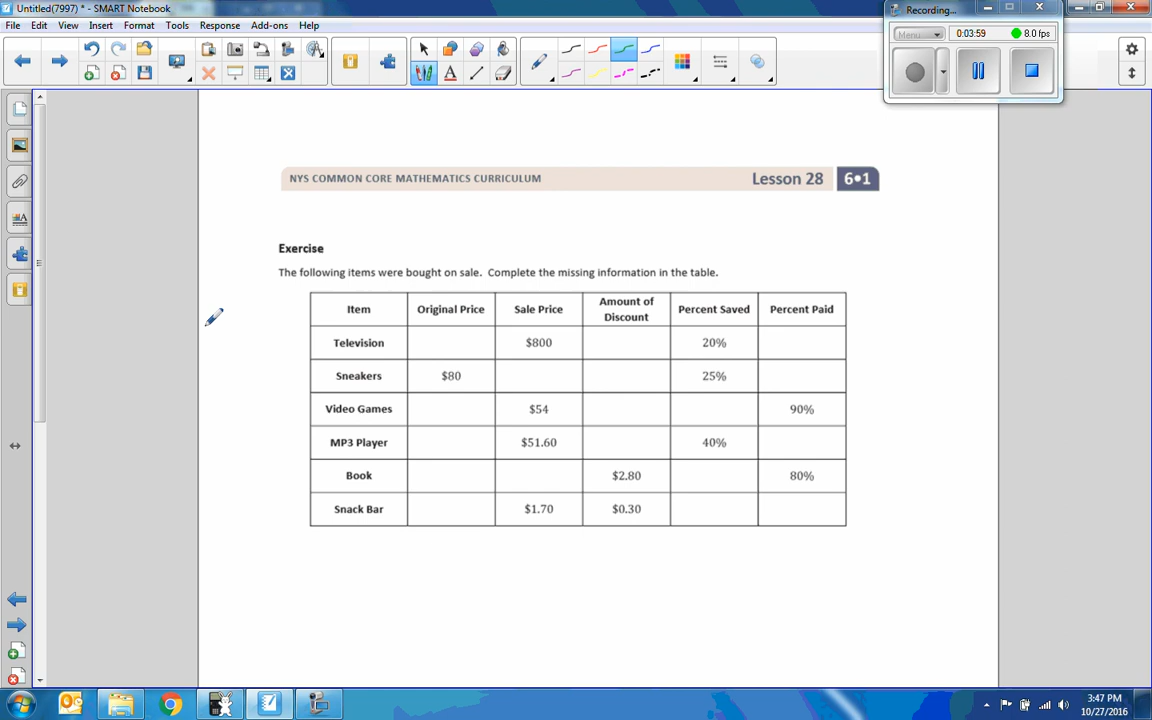 Untitled(7997) * - SMART Notebook
Recording...
File Edit View Insert Format Tools Response Add-ons Help
Menu 0:03:59 8.0 fps
NYS COMMON CORE MATHEMATICS CURRICULUM Lesson 28 6•1
Exercise
The following items were bought on sale. Complete the missing information in the table.
Item Original Price Sale Price Amount of Discount Percent Saved Percent Paid
Television $800 20%
Sneakers $80 25%
Video Games $54 90%
MP3 Player $51.60 40%
Book $2.80 80%
Snack Bar $1.70 $0.30
3:47 PM
10/27/2016